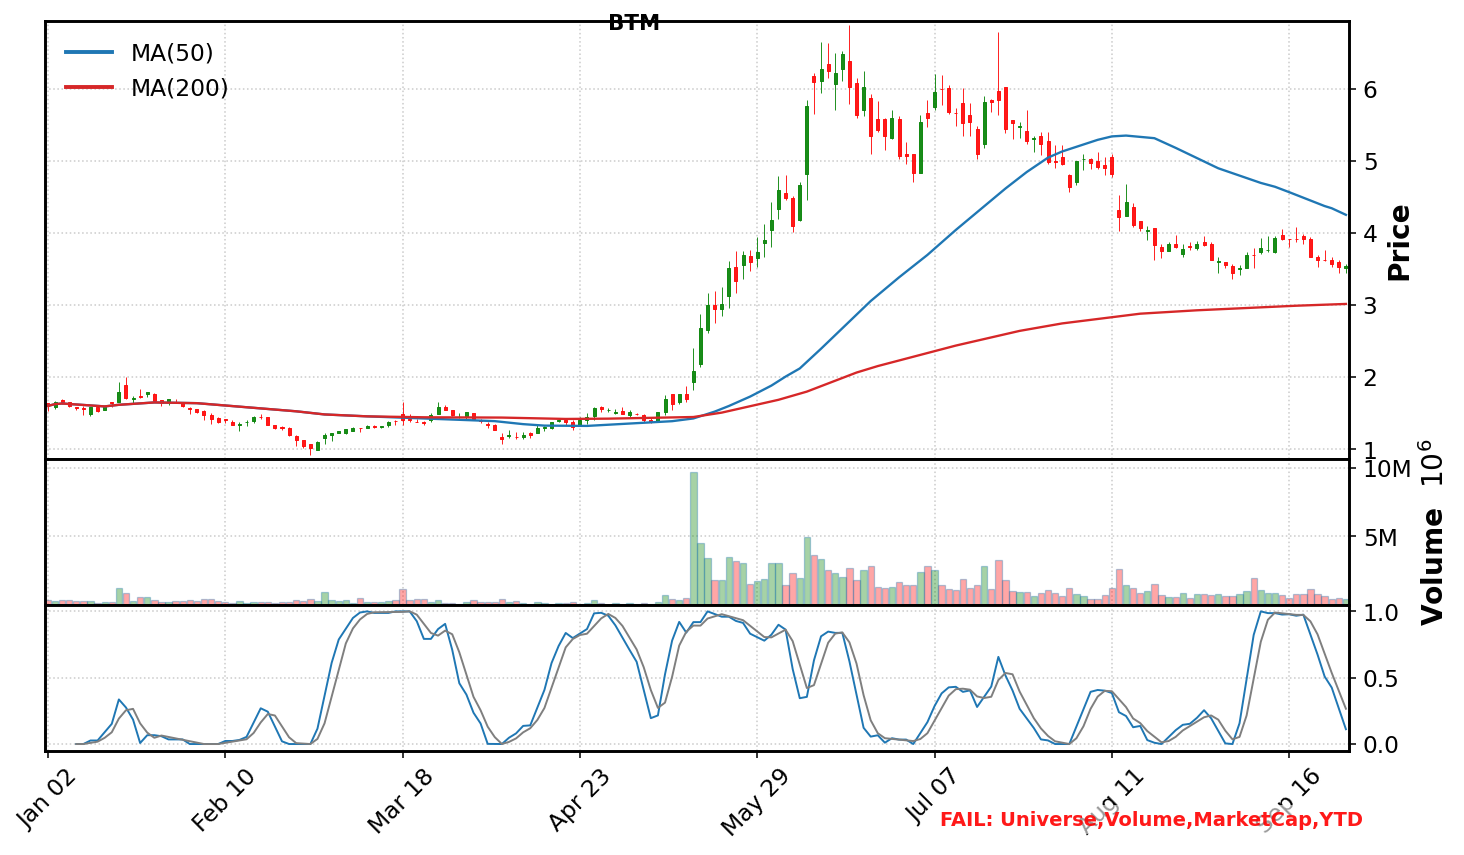 BTM
MA(50)
MA(200)
6
5
4
3
2
1
Price
10M
5M
Volume 10^6
1.0
0.5
0.0
Jan 02
Feb 10
Mar 18
Apr 23
May 29
Jul 07
Aug 11
Sep 16
FAIL: Universe,Volume,MarketCap,YTD